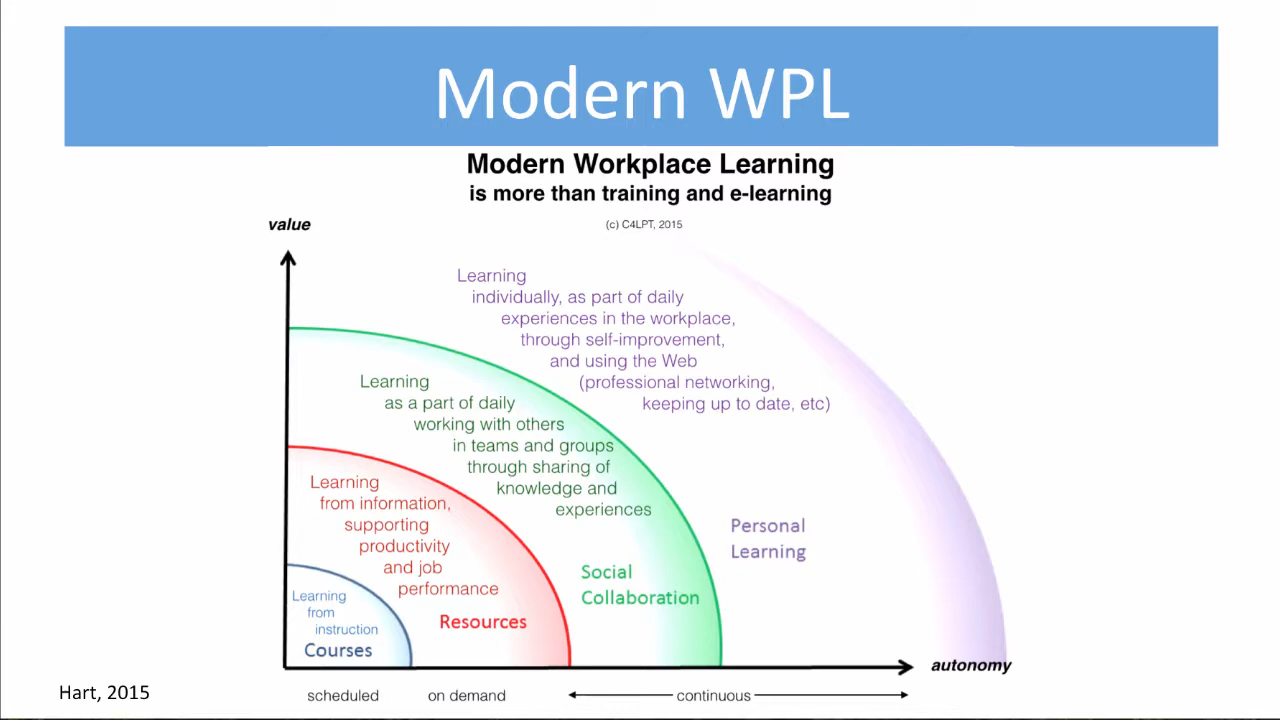 Modern WPL
Modern Workplace Learning
is more than training and e-learning
(c) C4LPT, 2015
value
Learning
individually, as part of daily
experiences in the workplace,
through self-improvement,
and using the Web
(professional networking,
keeping up to date, etc)
Learning
as a part of daily
working with others
in teams and groups
through sharing of
knowledge and
experiences
Learning
from information,
supporting
productivity
and job
performance
Personal
Learning
Social
Collaboration
Resources
Learning
from
instruction
Courses
autonomy
scheduled
on demand
continuous
Hart, 2015